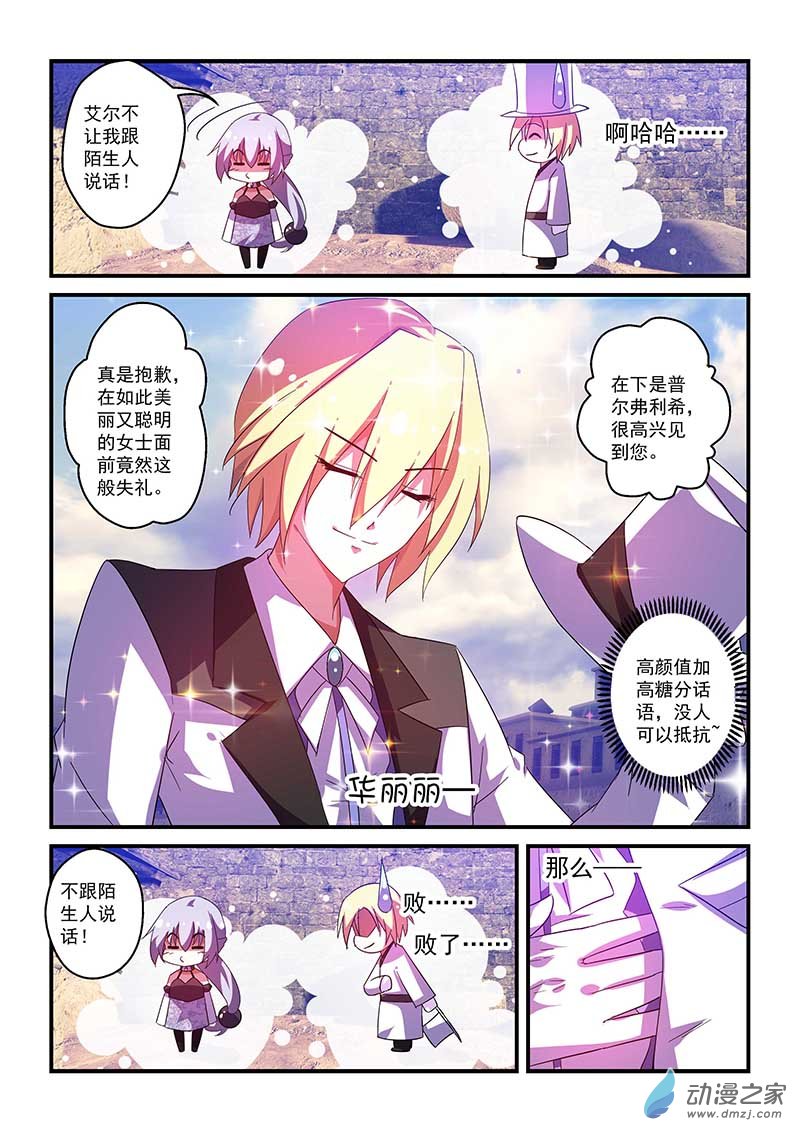 艾尔不
让我跟
陌生人
说话！
啊哈哈……
真是抱歉，
在如此美
丽又聪明
的女士面
前竟然这
般失礼。
在下是普
尔弗利希，
很高兴见
到您。
高颜值加
高糖分话
语，没人
可以抵抗~
华丽丽—
不跟陌
生人说
话！
败……
败了……
那么——
动漫之家
www.dmzj.com